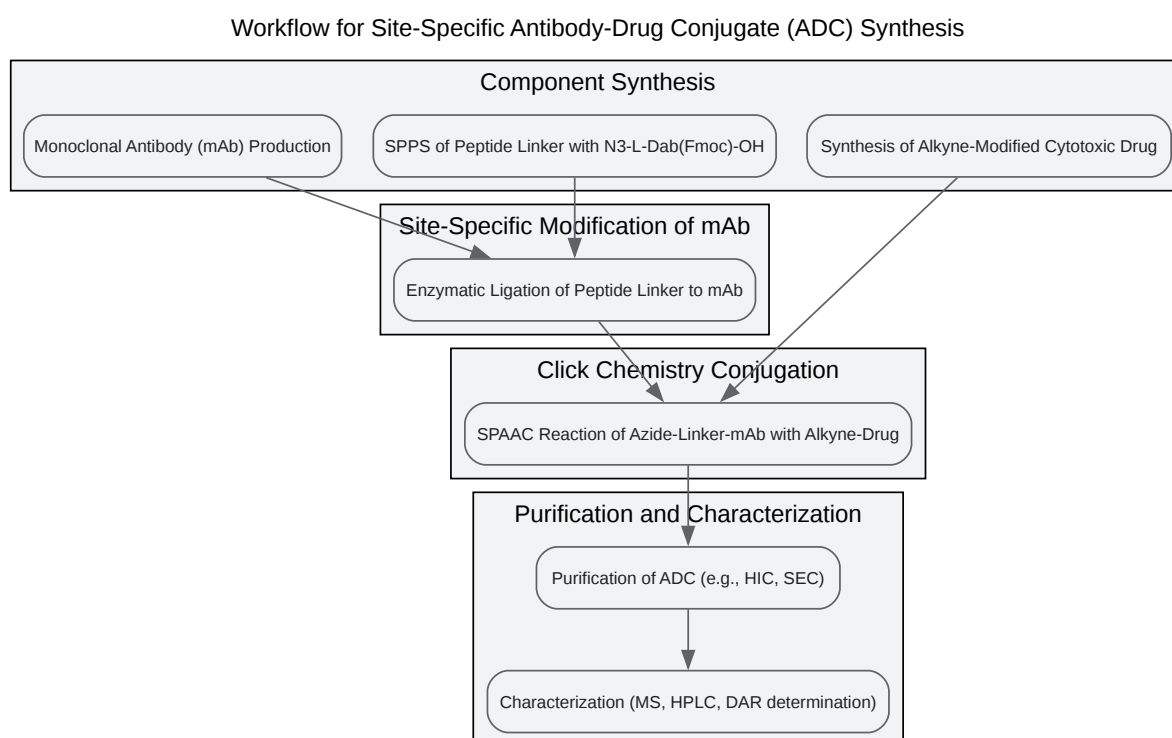 Workflow for Site-Specific Antibody-Drug Conjugate (ADC) Synthesis
Component Synthesis
Monoclonal Antibody (mAb) Production
SPPS of Peptide Linker with N3-L-Dab(Fmoc)-OH
Synthesis of Alkyne-Modified Cytotoxic Drug
Site-Specific Modification of mAb
Enzymatic Ligation of Peptide Linker to mAb
Click Chemistry Conjugation
SPAAC Reaction of Azide-Linker-mAb with Alkyne-Drug
Purification and Characterization
Purification of ADC (e.g., HIC, SEC)
Characterization (MS, HPLC, DAR determination)